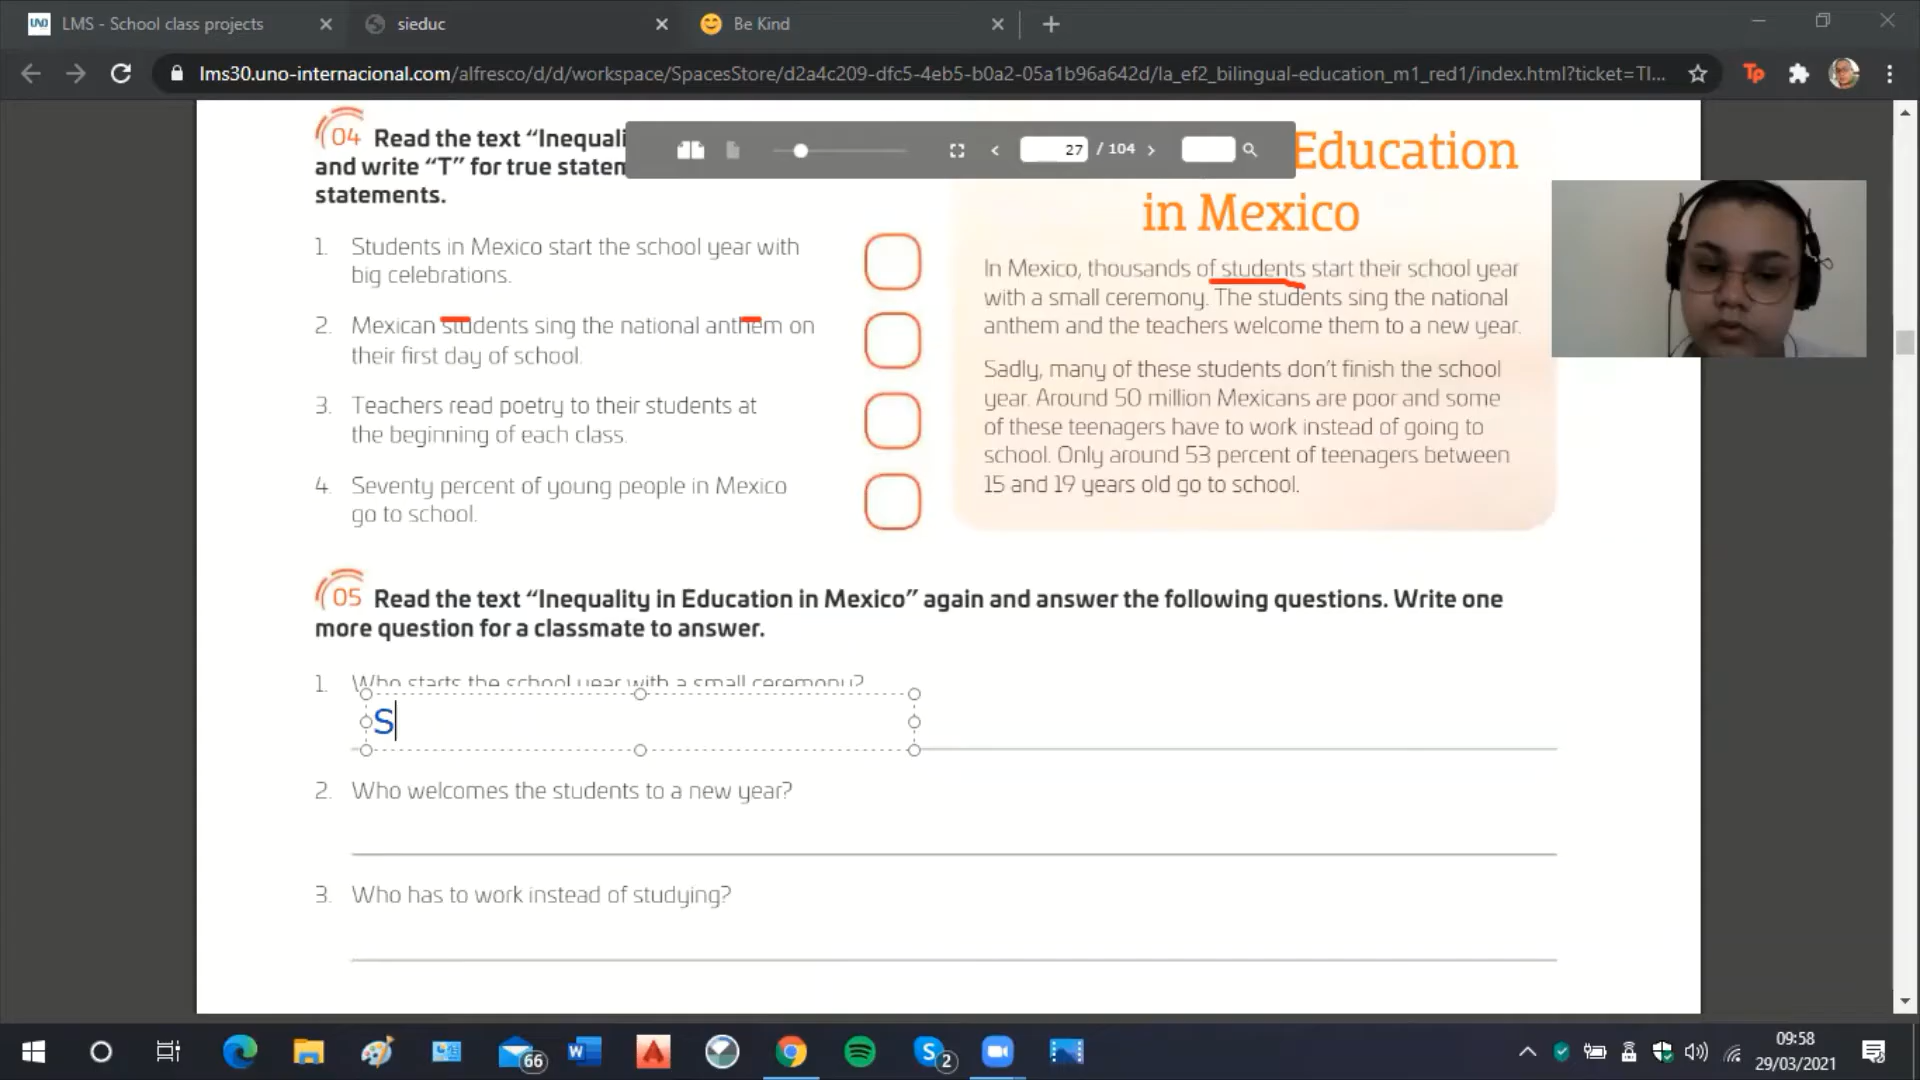 LMS - School class projects
sieduc
Be Kind
lms30.uno-internacional.com/alfresco/d/d/workspace/SpacesStore/d2a4c209-dfc5-4eb5-b0a2-05a1b96a642d/la_ef2_bilingual-education_m1_red1/index.html?ticket=TI...
27 / 104
04 Read the text “Inequali
and write “T” for true statem
statements.
1. Students in Mexico start the school year with
big celebrations.
2. Mexican students sing the national anthem on
their first day of school.
3. Teachers read poetry to their students at
the beginning of each class.
4. Seventy percent of young people in Mexico
go to school.
Education
in Mexico
In Mexico, thousands of students start their school year
with a small ceremony. The students sing the national
anthem and the teachers welcome them to a new year.
Sadly, many of these students don’t finish the school
year. Around 50 million Mexicans are poor and some
of these teenagers have to work instead of going to
school. Only around 53 percent of teenagers between
15 and 19 years old go to school.
05 Read the text “Inequality in Education in Mexico” again and answer the following questions. Write one
more question for a classmate to answer.
1. Who starts the school year with a small ceremony?
S
2. Who welcomes the students to a new year?
3. Who has to work instead of studying?
66
2
09:58
29/03/2021